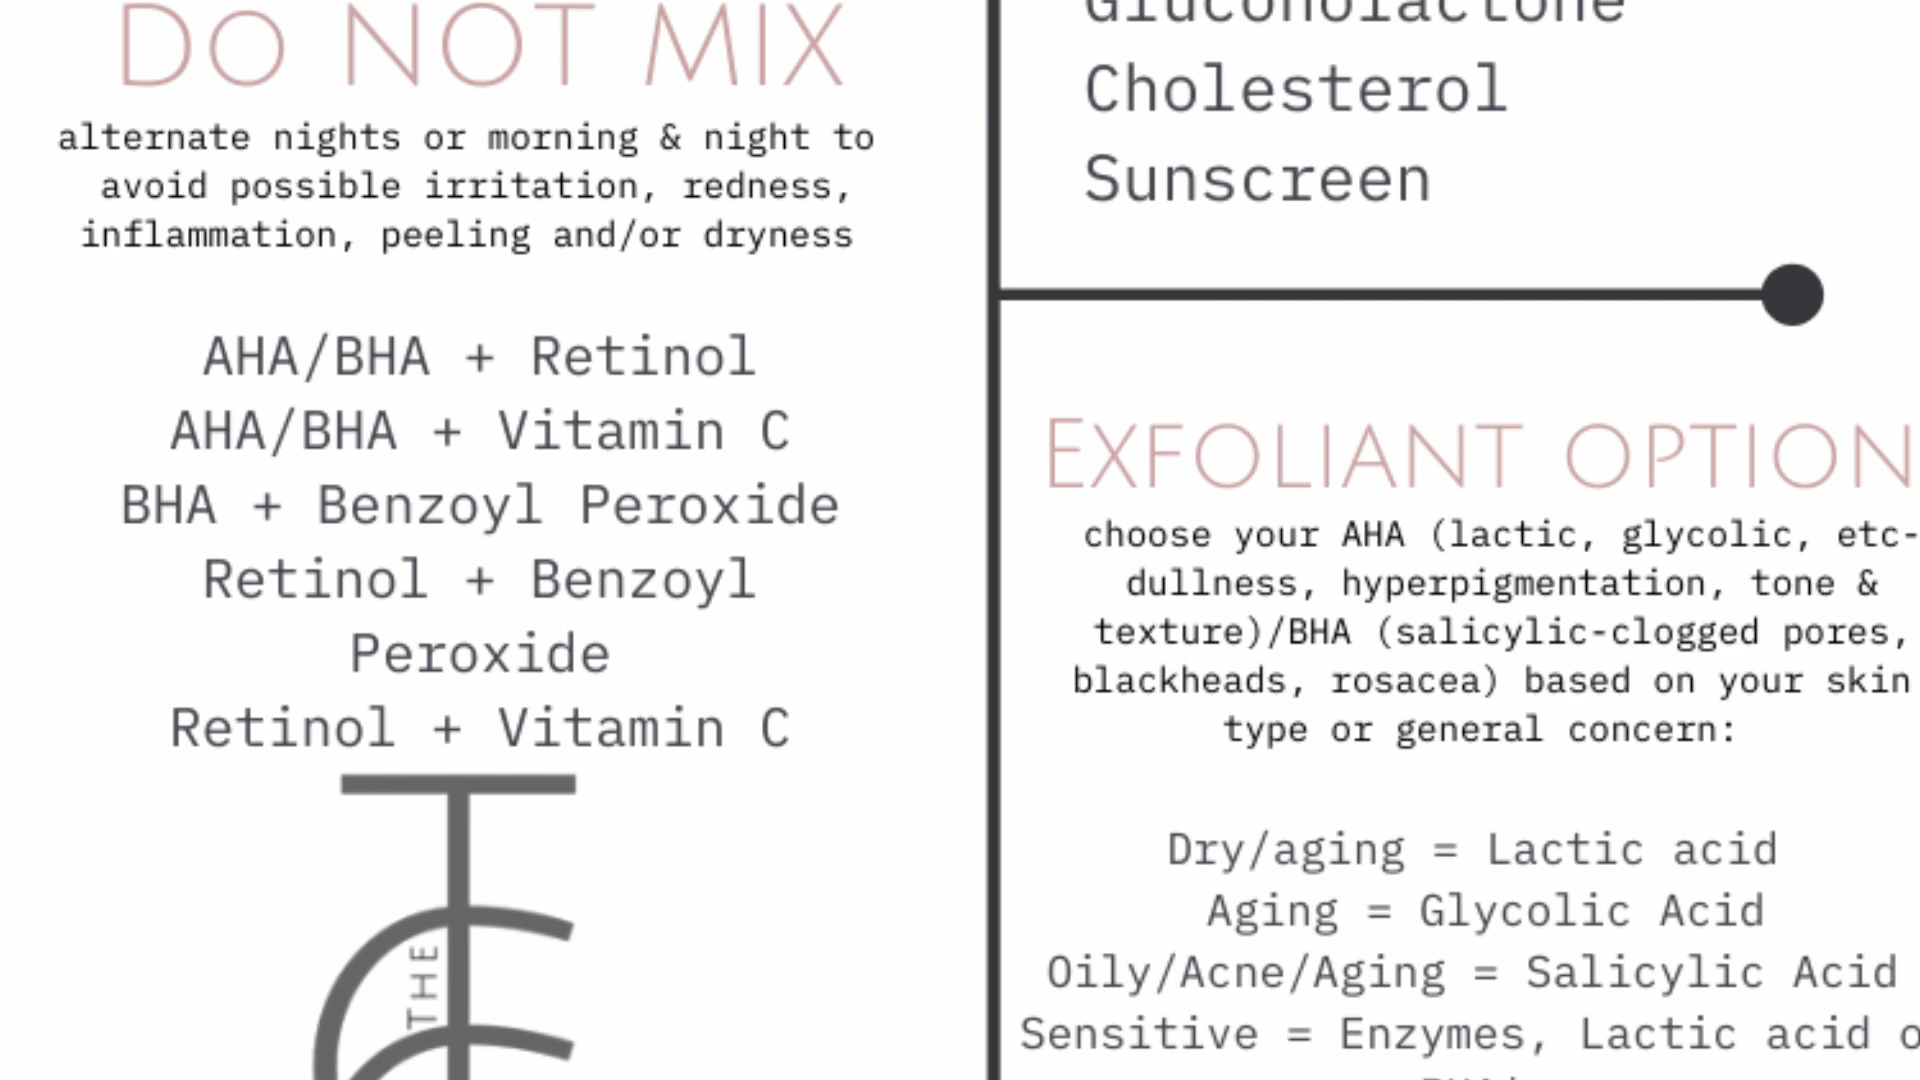 Do NOT MIX
alternate nights or morning & night to
avoid possible irritation, redness,
inflammation, peeling and/or dryness
AHA/BHA + Retinol
AHA/BHA + Vitamin C
BHA + Benzoyl Peroxide
Retinol + Benzoyl
Peroxide
Retinol + Vitamin C
THE
Gluconolactone
Cholesterol
Sunscreen
EXFOLIANT OPTION
choose your AHA (lactic, glycolic, etc-
dullness, hyperpigmentation, tone &
texture)/BHA (salicylic-clogged pores,
blackheads, rosacea) based on your skin
type or general concern:
Dry/aging = Lactic acid
Aging = Glycolic Acid
Oily/Acne/Aging = Salicylic Acid
Sensitive = Enzymes, Lactic acid o